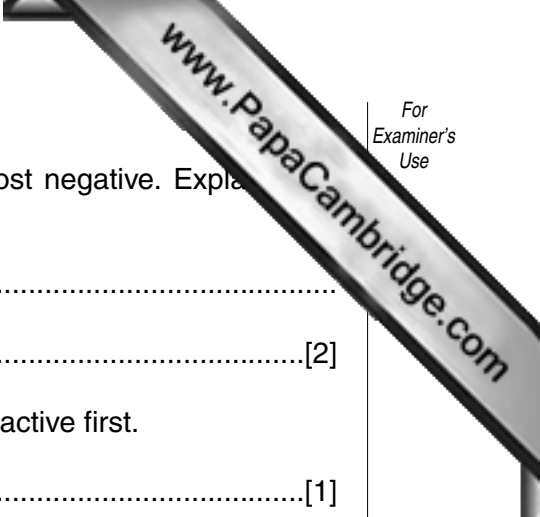 www.PapaCambridge.com
For
Examiner's
Use
ost negative. Expla
........................................
........................................[2]
active first.
........................................[1]